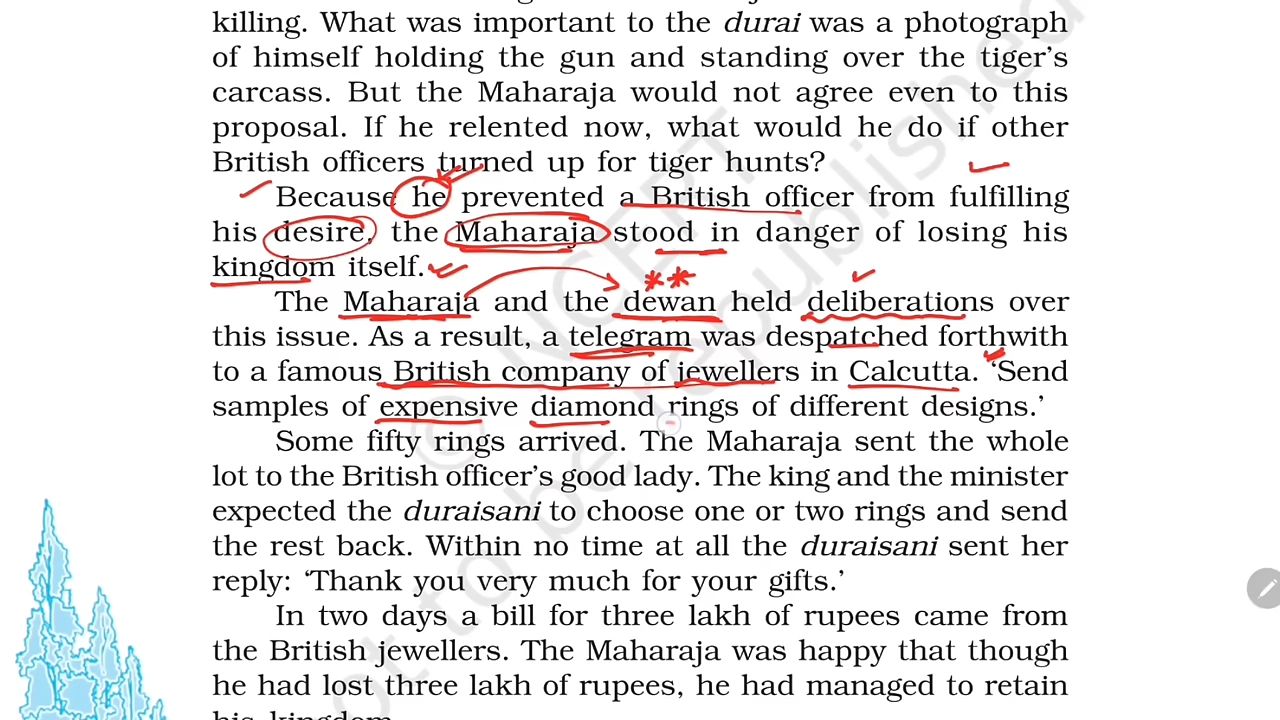 killing. What was important to the durai was a photograph
of himself holding the gun and standing over the tiger's
carcass. But the Maharaja would not agree even to this
proposal. If he relented now, what would he do if other
British officers turned up for tiger hunts?
Because he prevented a British officer from fulfilling
his desire, the Maharaja stood in danger of losing his
kingdom itself.
The Maharaja and the dewan held deliberations over
this issue. As a result, a telegram was despatched forthwith
to a famous British company of jewellers in Calcutta. ‘Send
samples of expensive diamond rings of different designs.’
Some fifty rings arrived. The Maharaja sent the whole
lot to the British officer's good lady. The king and the minister
expected the duraisani to choose one or two rings and send
the rest back. Within no time at all the duraisani sent her
reply: ‘Thank you very much for your gifts.’
In two days a bill for three lakh of rupees came from
the British jewellers. The Maharaja was happy that though
he had lost three lakh of rupees, he had managed to retain
his kingdom.